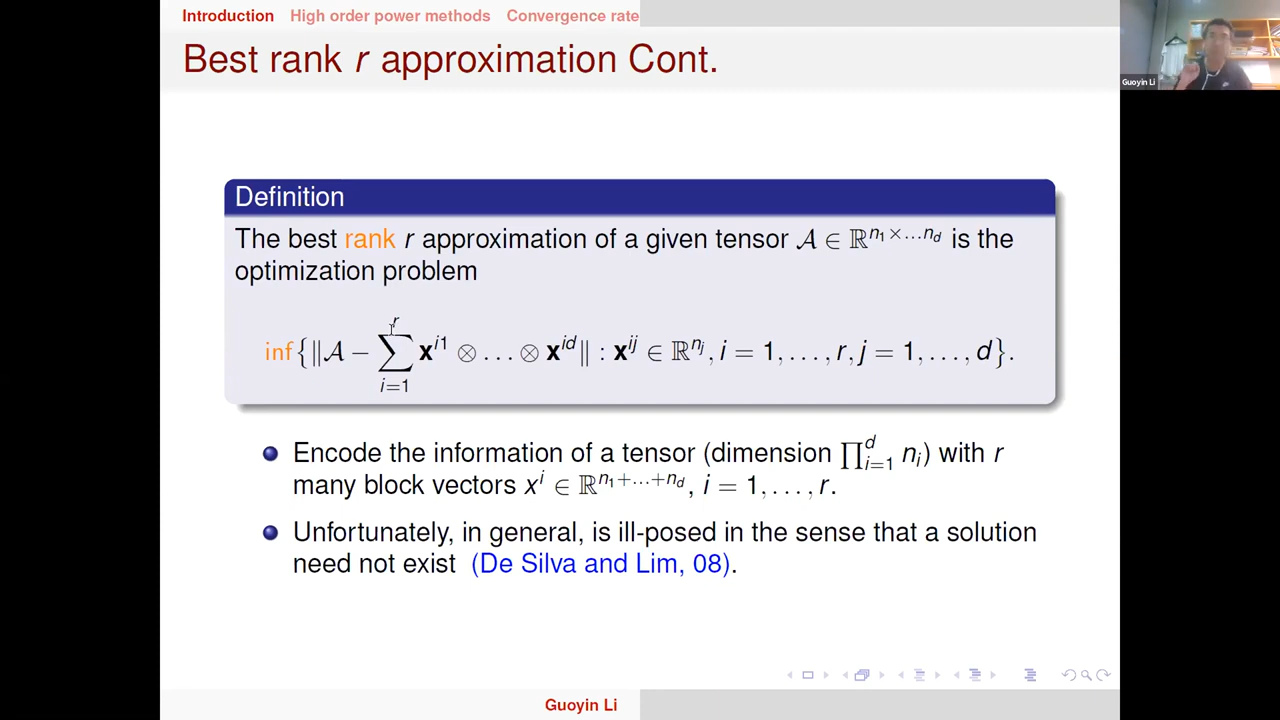 Introduction High order power methods Convergence rate
Best rank r approximation Cont.
Guoyin Li
Definition
The best rank r approximation of a given tensor 𝒜 ∈ ℝ^{n₁×…n_d} is the
optimization problem
inf{‖𝒜 − ∑_{i=1}^{r} x^{i1} ⊗ … ⊗ x^{id}‖ : x^{ij} ∈ ℝ^{n_j}, i = 1, …, r, j = 1, …, d}.
Encode the information of a tensor (dimension ∏_{i=1}^{d} n_i) with r
many block vectors x^i ∈ ℝ^{n₁+…+n_d}, i = 1, …, r.
Unfortunately, in general, is ill-posed in the sense that a solution
need not exist (De Silva and Lim, 08).
Guoyin Li